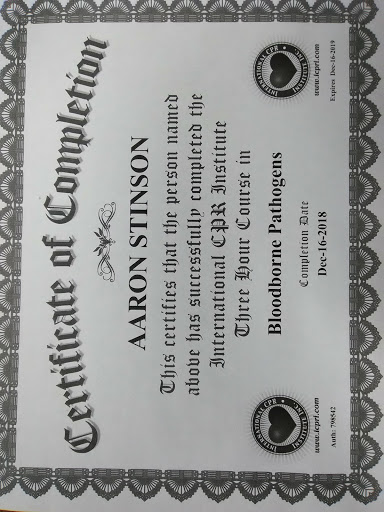 Certificate of Completion
AARON STINSON
This certifies that the person named
above has successfully completed the
International CPR Institute
Three Hour Course in
Bloodborne Pathogens
Completion Date
Dec-16-2018
INTERNATIONAL CPR
INSTITUTE INC
www.icpri.com
Auth: 798542
INTERNATIONAL CPR
INSTITUTE INC
www.icpri.com
Expires Dec-16-2019